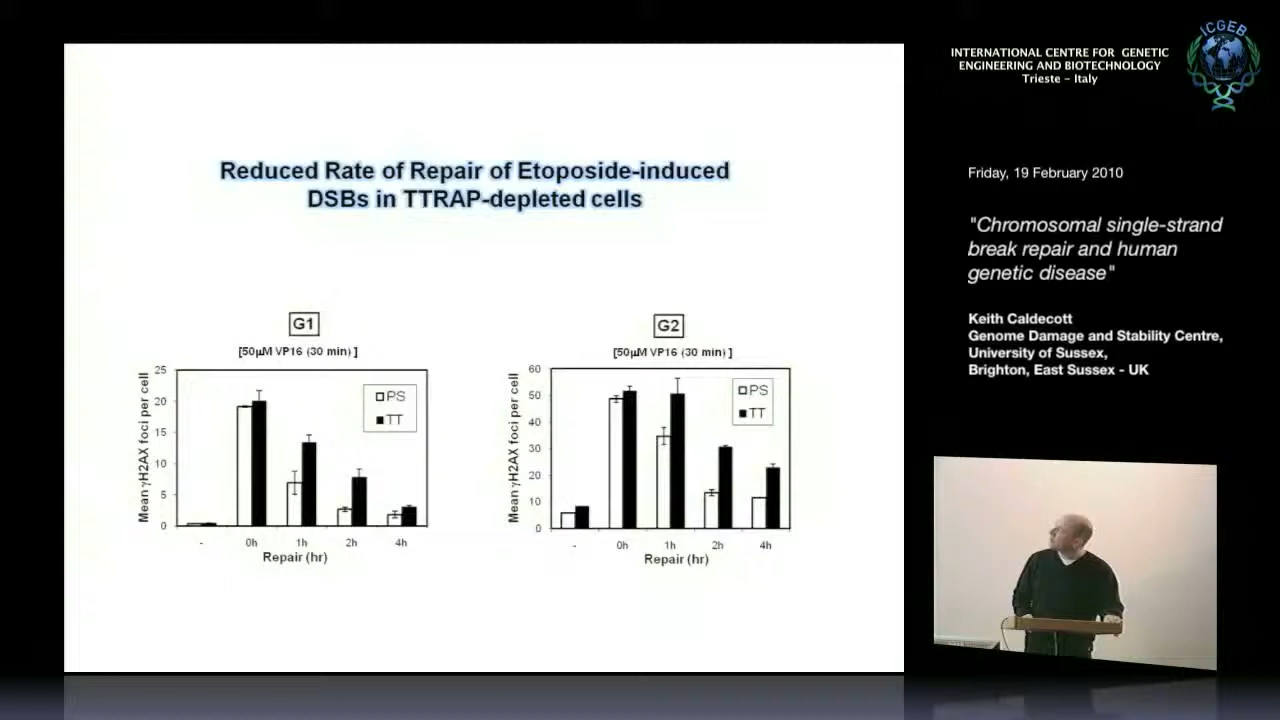 Reduced Rate of Repair of Etoposide-induced
DSBs in TTRAP-depleted cells
G1
[50µM VP16 (30 min) ]
Mean γH2AX foci per cell
25
20
15
10
5
0
PS
TT
-
0h
1h
2h
4h
Repair (hr)
G2
[50µM VP16 (30 min) ]
Mean γH2AX foci per cell
60
50
40
30
20
10
0
PS
TT
-
0h
1h
2h
4h
Repair (hr)
INTERNATIONAL CENTRE FOR GENETIC
ENGINEERING AND BIOTECHNOLOGY
Trieste - Italy
ICGEB
Friday, 19 February 2010
"Chromosomal single-strand
break repair and human
genetic disease"
Keith Caldecott
Genome Damage and Stability Centre,
University of Sussex,
Brighton, East Sussex - UK